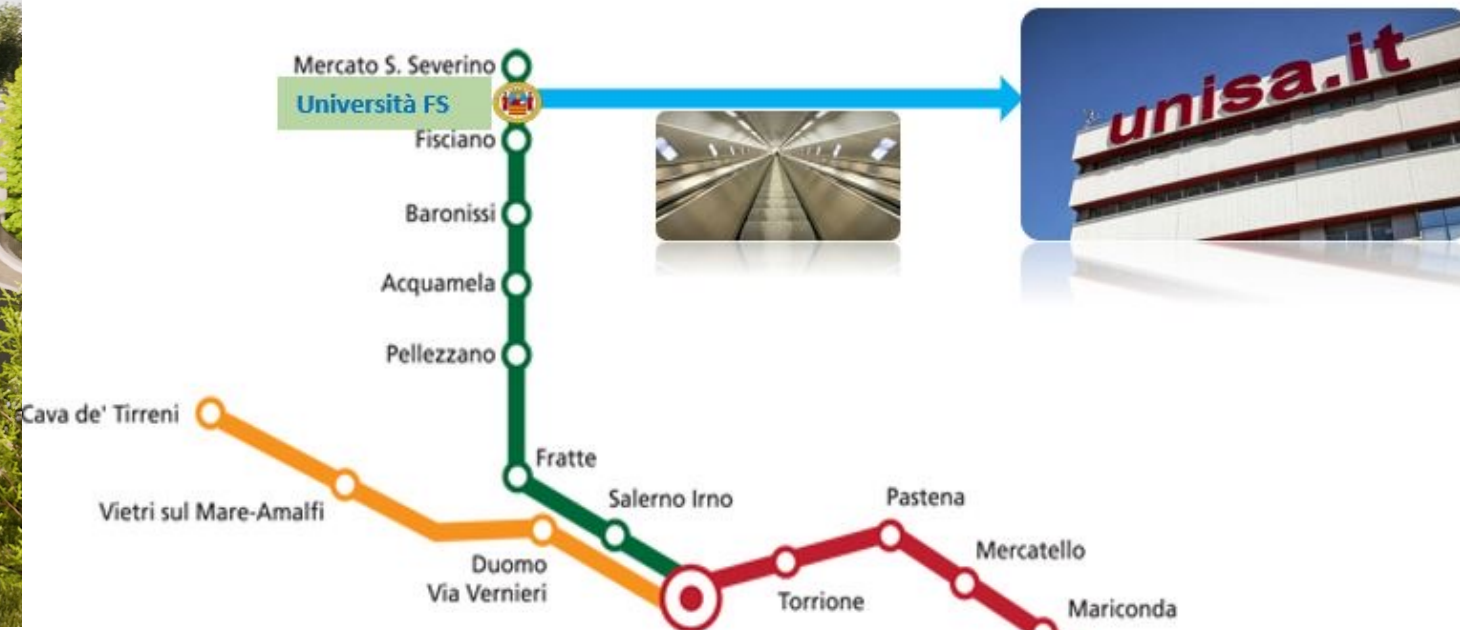 Mercato S. Severino
Università FS
Fisciano
Baronissi
Acquamela
Pellezzano
Cava de' Tirreni
Vietri sul Mare-Amalfi
Fratte
Salerno Irno
Duomo
Via Vernieri
Pastena
Mercatello
Torrione
Mariconda
unisa.it